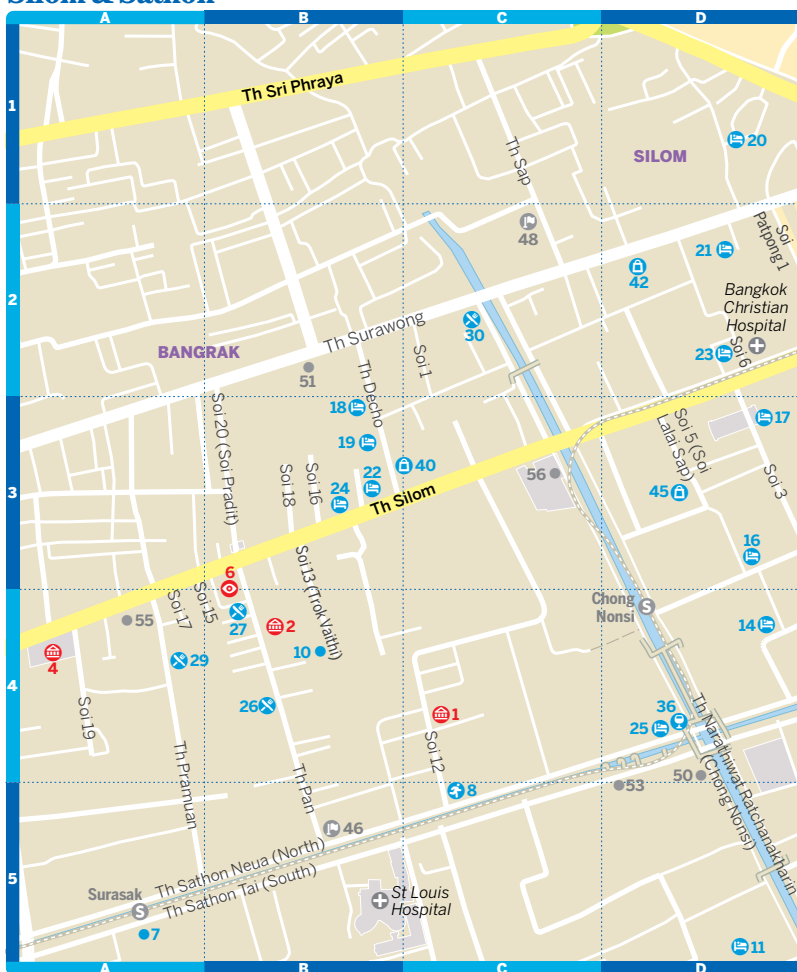 Silom & Sathon
A
B
C
D
1
Th Sri Phraya
Th Sap
SILOM
20
48
Soi
Patpong 1
21
42
Bangkok
Christian
Hospital
2
Th Surawong
30
BANGRAK
Soi 1
23
Soi 6
51
Th Decho
18
17
Soi 20 (Soi Pradit)
19
Soi 5 (Soi
Lalai Sap)
40
56
Soi 3
3
Soi 18
Soi 16
24
22
Th Silom
45
16
6
Soi 13 (Trok Vaithi)
Chong
Nonsi
S
Soi 17
Soi 15
55
27
2
14
4
29
10
4
26
1
36
25
Soi 19
Soi 12
Th Narathiwat Ratchanakharin
(Chong Nonsi)
Th Pramuan
Th Pan
8
53
50
46
Th Sathon Neua (North)
Th Sathon Tai (South)
5
Surasak
S
St Louis
Hospital
7
11
A
B
C
D